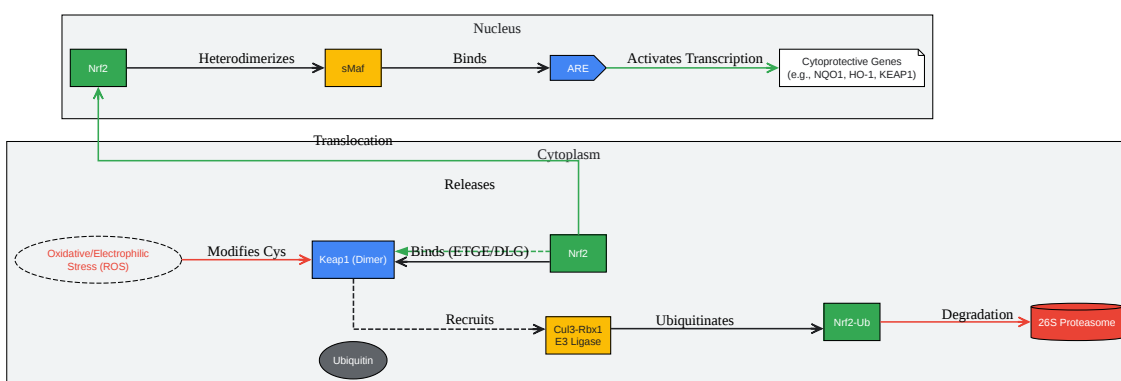 Nucleus
Nrf2
Heterodimerizes
sMaf
Binds
ARE
Activates Transcription
Cytoprotective Genes
(e.g., NQO1, HO-1, KEAP1)
Translocation
Cytoplasm
Releases
Oxidative/Electrophilic
Stress (ROS)
Modifies Cys
Keap1 (Dimer)
Binds (ETGE/DLG)
Nrf2
Recruits
Cul3-Rbx1
E3 Ligase
Ubiquitinates
Nrf2-Ub
Degradation
26S Proteasome
Ubiquitin